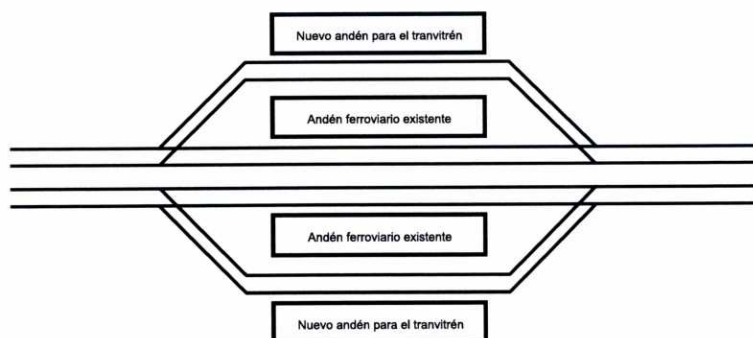 Nuevo andén para el tranvitrén
Andén ferroviario existente
Andén ferroviario existente
Nuevo andén para el tranvitrén